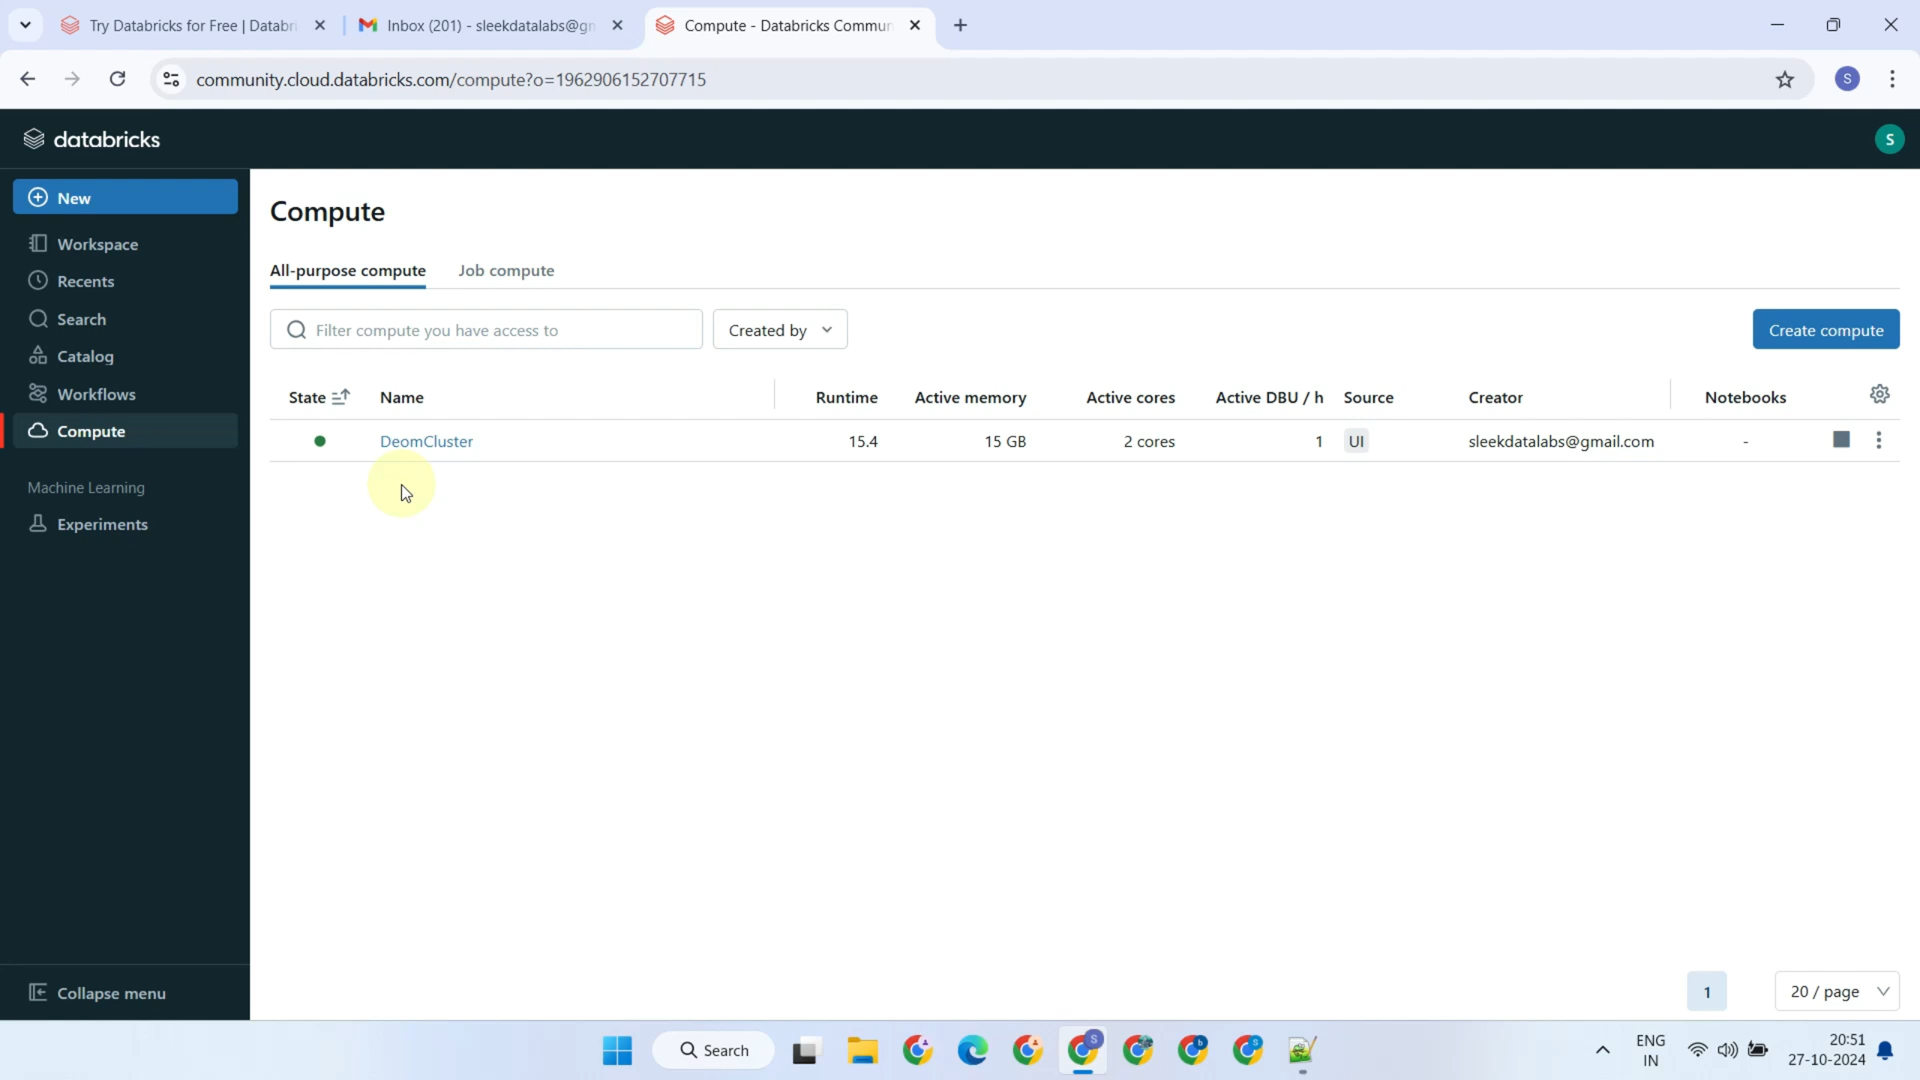 Try Databricks for Free | Databri
Inbox (201) - sleekdatalabs@gm
Compute - Databricks Commun
community.cloud.databricks.com/compute?o=1962906152707715
S
databricks
S
New
Workspace
Recents
Search
Catalog
Workflows
Compute
Machine Learning
Experiments
Collapse menu
Compute
All-purpose compute Job compute
Filter compute you have access to Created by Create compute
State Name Runtime Active memory Active cores Active DBU / h Source Creator Notebooks
DeomCluster 15.4 15 GB 2 cores 1 UI sleekdatalabs@gmail.com -
1 20 / page
Search
ENG
IN
20:51
27-10-2024